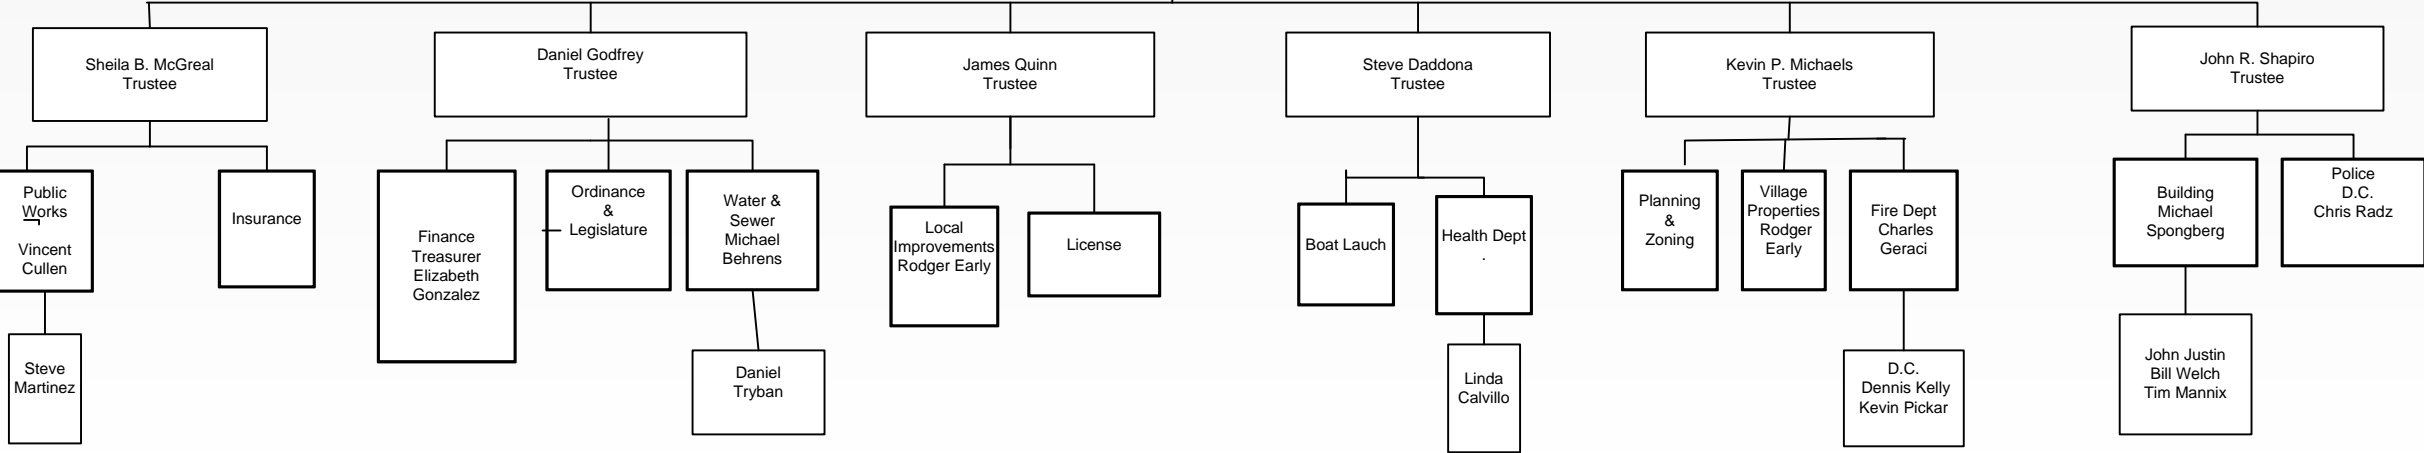 Sheila B. McGreal
Trustee
Daniel Godfrey
Trustee
James Quinn
Trustee
Steve Daddona
Trustee
Kevin P. Michaels
Trustee
John R. Shapiro
Trustee
Public
Works
Vincent
Cullen
Insurance
Finance
Treasurer
Elizabeth
Gonzalez
Ordinance
&
Legislature
Water &
Sewer
Michael
Behrens
Local
Improvements
Rodger Early
License
Boat Lauch
Health Dept
.
Planning
&
Zoning
Village
Properties
Rodger
Early
Fire Dept
Charles
Geraci
Building
Michael
Spongberg
Police
D.C.
Chris Radz
Steve
Martinez
Daniel
Tryban
Linda
Calvillo
D.C.
Dennis Kelly
Kevin Pickar
John Justin
Bill Welch
Tim Mannix